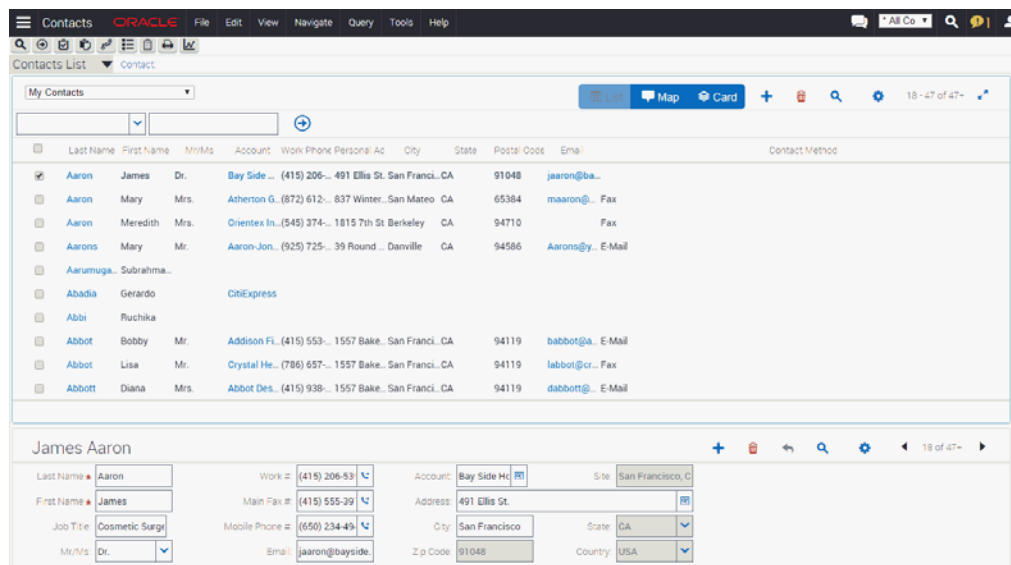 Contacts ORACLE File Edit View Navigate Query Tools Help * All Co
Contacts List Contact:
My Contacts List Map Card 18 - 47 of 47+
Last Name First Name Mr/Ms Account Work Phone Personal Ad City State Postal Code Email Contact Method
Aaron James Dr. Bay Side ... (415) 206-... 491 Ellis St. San Franci... CA 91048 jaaron@ba...
Aaron Mary Mrs. Atherton G... (872) 612-... 837 Winter... San Mateo CA 65384 maaron@... Fax
Aaron Meredith Mrs. Orientex In... (545) 374-... 1815 7th St Berkeley CA 94710 Fax
Aarons Mary Mr. Aaron-Jon... (925) 725-... 39 Round ... Danville CA 94586 Aarons@y... E-Mail
Aarumuga... Subrahma...
Abadia Gerardo CitiExpress
Abbi Ruchika
Abbot Bobby Mr. Addison Fi... (415) 553-... 1557 Bake... San Franci... CA 94119 babbot@a... E-Mail
Abbot Lisa Mr. Crystal He... (786) 657-... 1557 Bake... San Franci... CA 94119 labbot@cr... Fax
Abbott Diana Mrs. Abbot Des... (415) 938-... 1557 Bake... San Franci... CA 94119 dabbott@... E-Mail
James Aaron 18 of 47+
Last Name Aaron Work #: (415) 206-53 Account: Bay Side Hc Site: San Francisco, C
First Name James Main Fax #: (415) 555-39 Address: 491 Ellis St.
Job Title: Cosmetic Surge Mobile Phone #: (650) 234-49 City: San Francisco State: CA
Mr/Ms: Dr. Email: jaaron@bayside. Zip Code: 91048 Country: USA